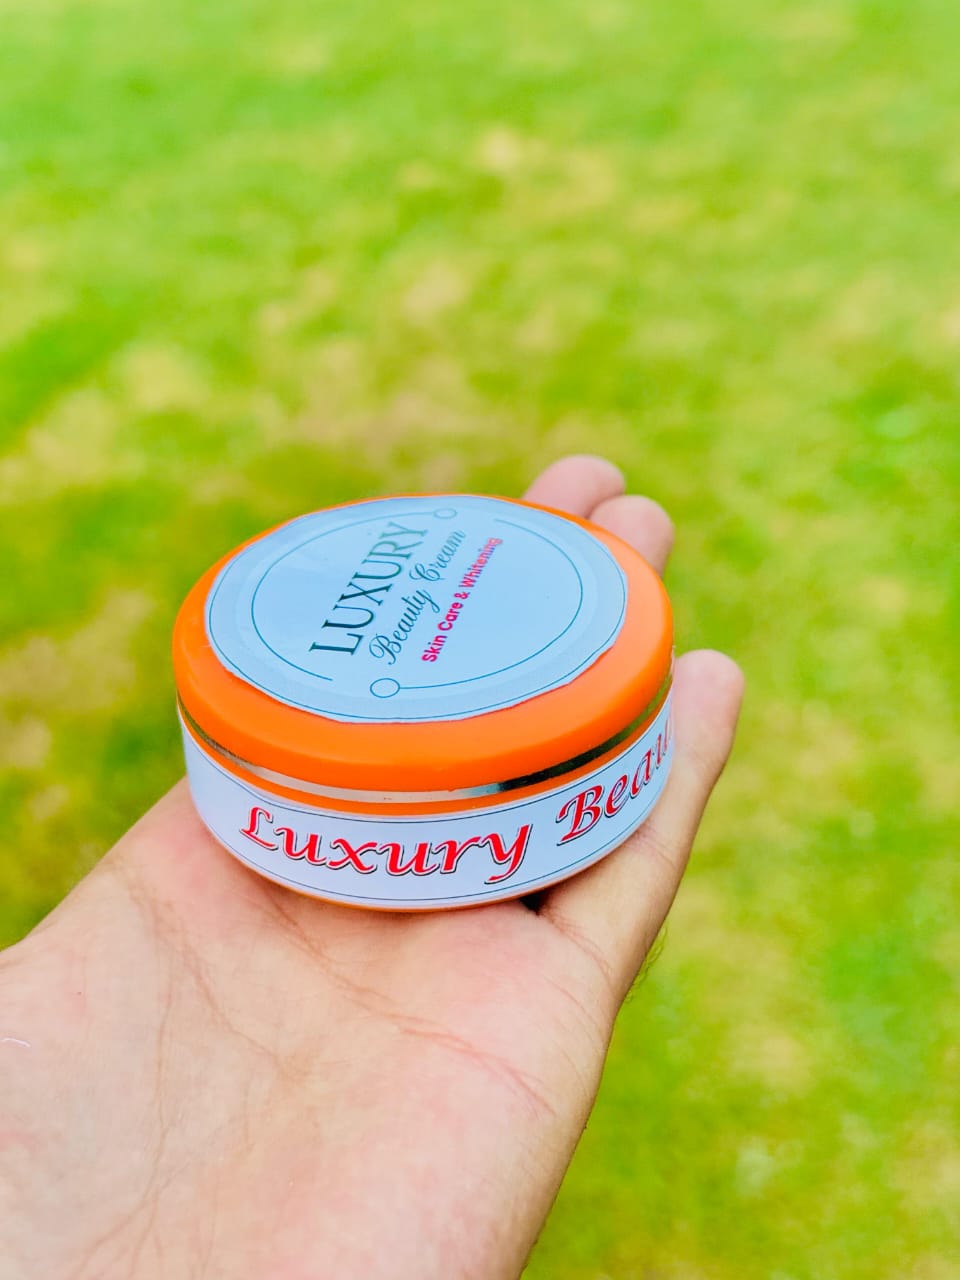 LUXURY
Beauty Cream
Skin Care & Whitening
Luxury Beau